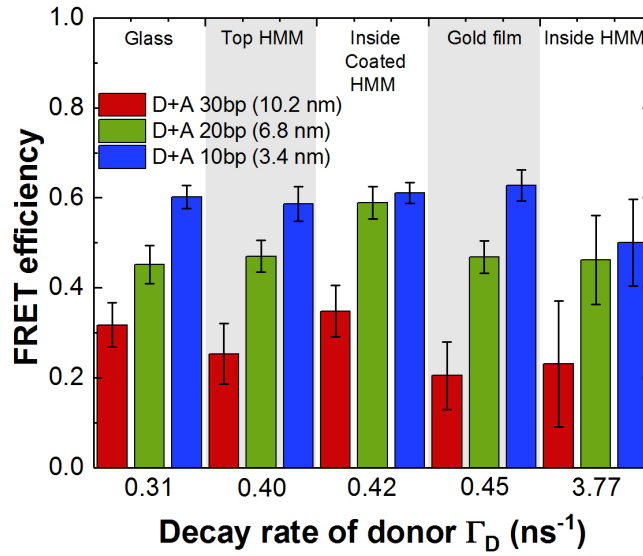 1.0
0.8
0.6
0.4
0.2
0.0
FRET efficiency
Glass
Top HMM
Inside
Coated
HMM
Gold film
Inside HMM
D+A 30bp (10.2 nm)
D+A 20bp (6.8 nm)
D+A 10bp (3.4 nm)
0.31
0.40
0.42
0.45
3.77
Decay rate of donor Γ_D (ns⁻¹)